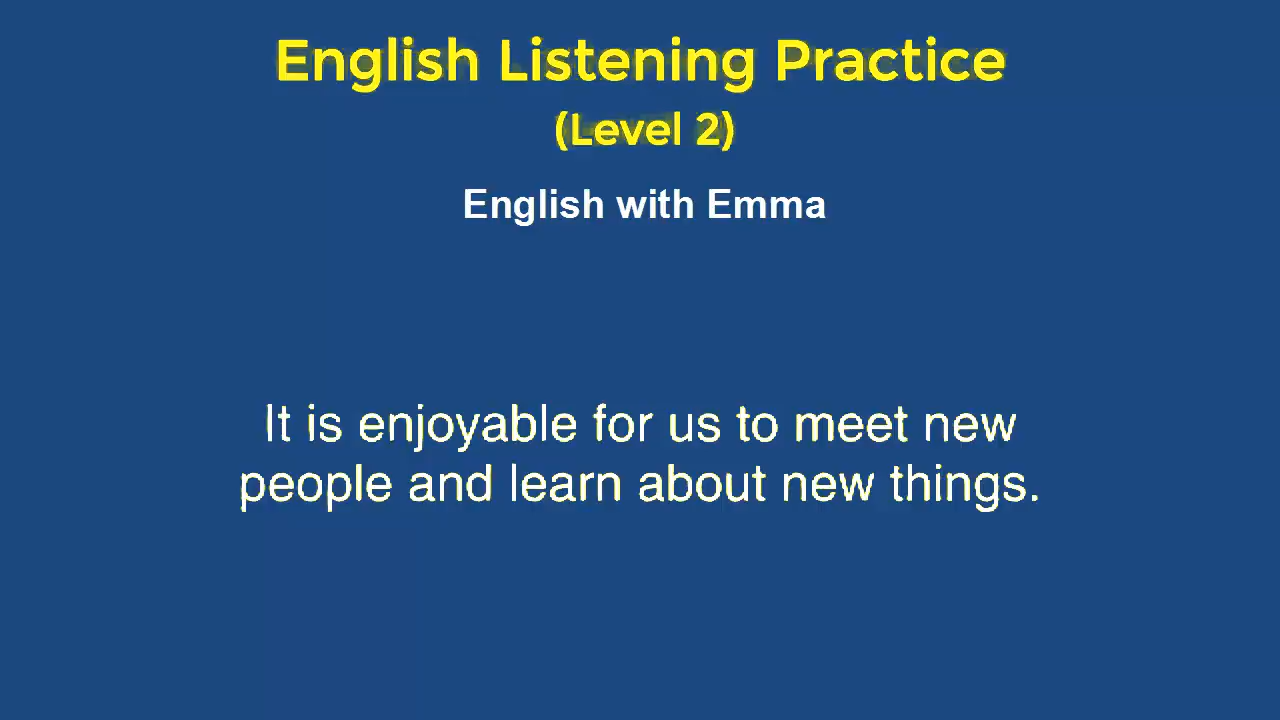 English Listening Practice
(Level 2)
English with Emma
It is enjoyable for us to meet new
people and learn about new things.